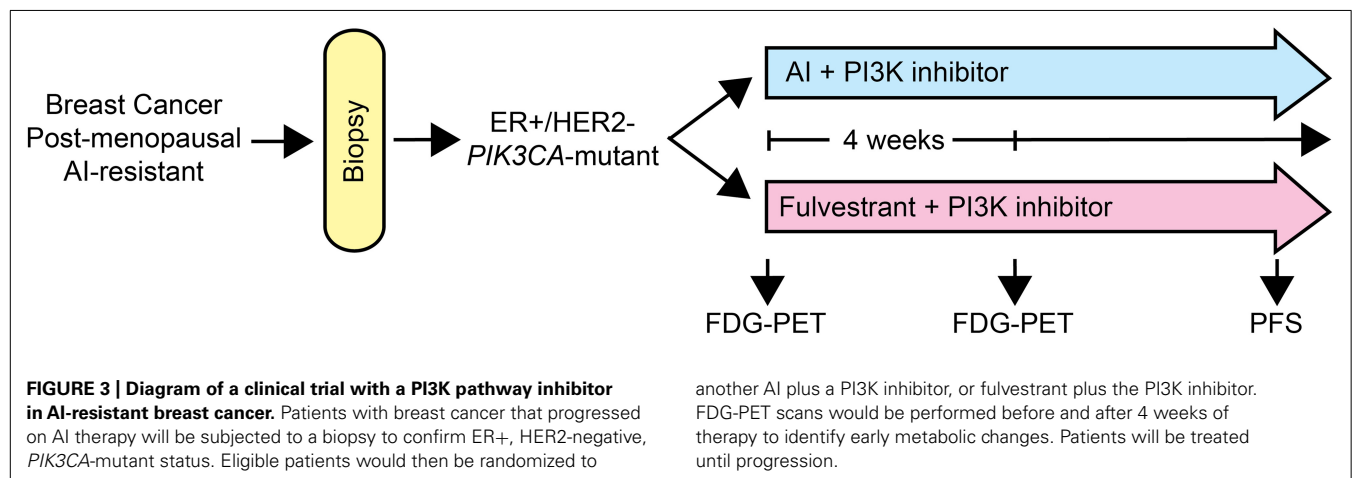 Breast Cancer
Post-menopausal
AI-resistant
Biopsy
ER+/HER2-
PIK3CA-mutant
AI + PI3K inhibitor
4 weeks
Fulvestrant + PI3K inhibitor
FDG-PET
FDG-PET
PFS
FIGURE 3 | Diagram of a clinical trial with a PI3K pathway inhibitor
in AI-resistant breast cancer. Patients with breast cancer that progressed
on AI therapy will be subjected to a biopsy to confirm ER+, HER2-negative,
PIK3CA-mutant status. Eligible patients would then be randomized to
another AI plus a PI3K inhibitor, or fulvestrant plus the PI3K inhibitor.
FDG-PET scans would be performed before and after 4 weeks of
therapy to identify early metabolic changes. Patients will be treated
until progression.